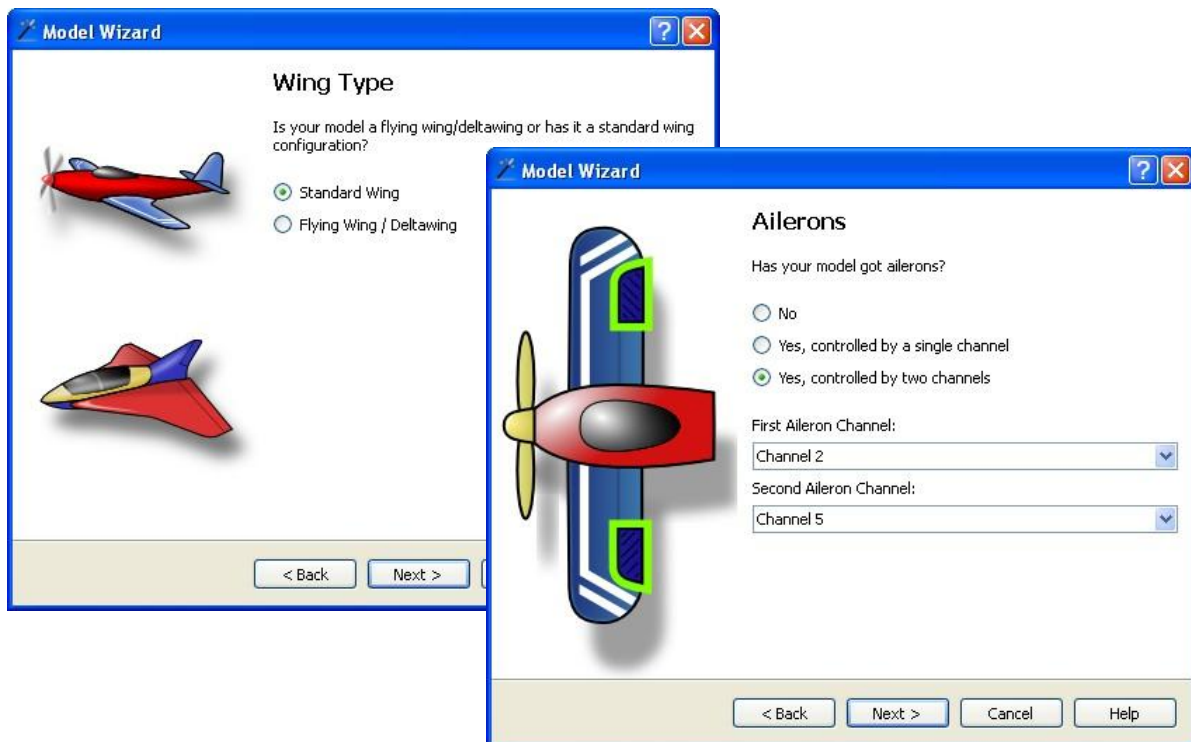 Model Wizard
?
X
Wing Type
Is your model a flying wing/deltawing or has it a standard wing
configuration?
Standard Wing
Flying Wing / Deltawing
< Back
Next >
Model Wizard
?
X
Ailerons
Has your model got ailerons?
No
Yes, controlled by a single channel
Yes, controlled by two channels
First Aileron Channel:
Channel 2
Second Aileron Channel:
Channel 5
< Back
Next >
Cancel
Help